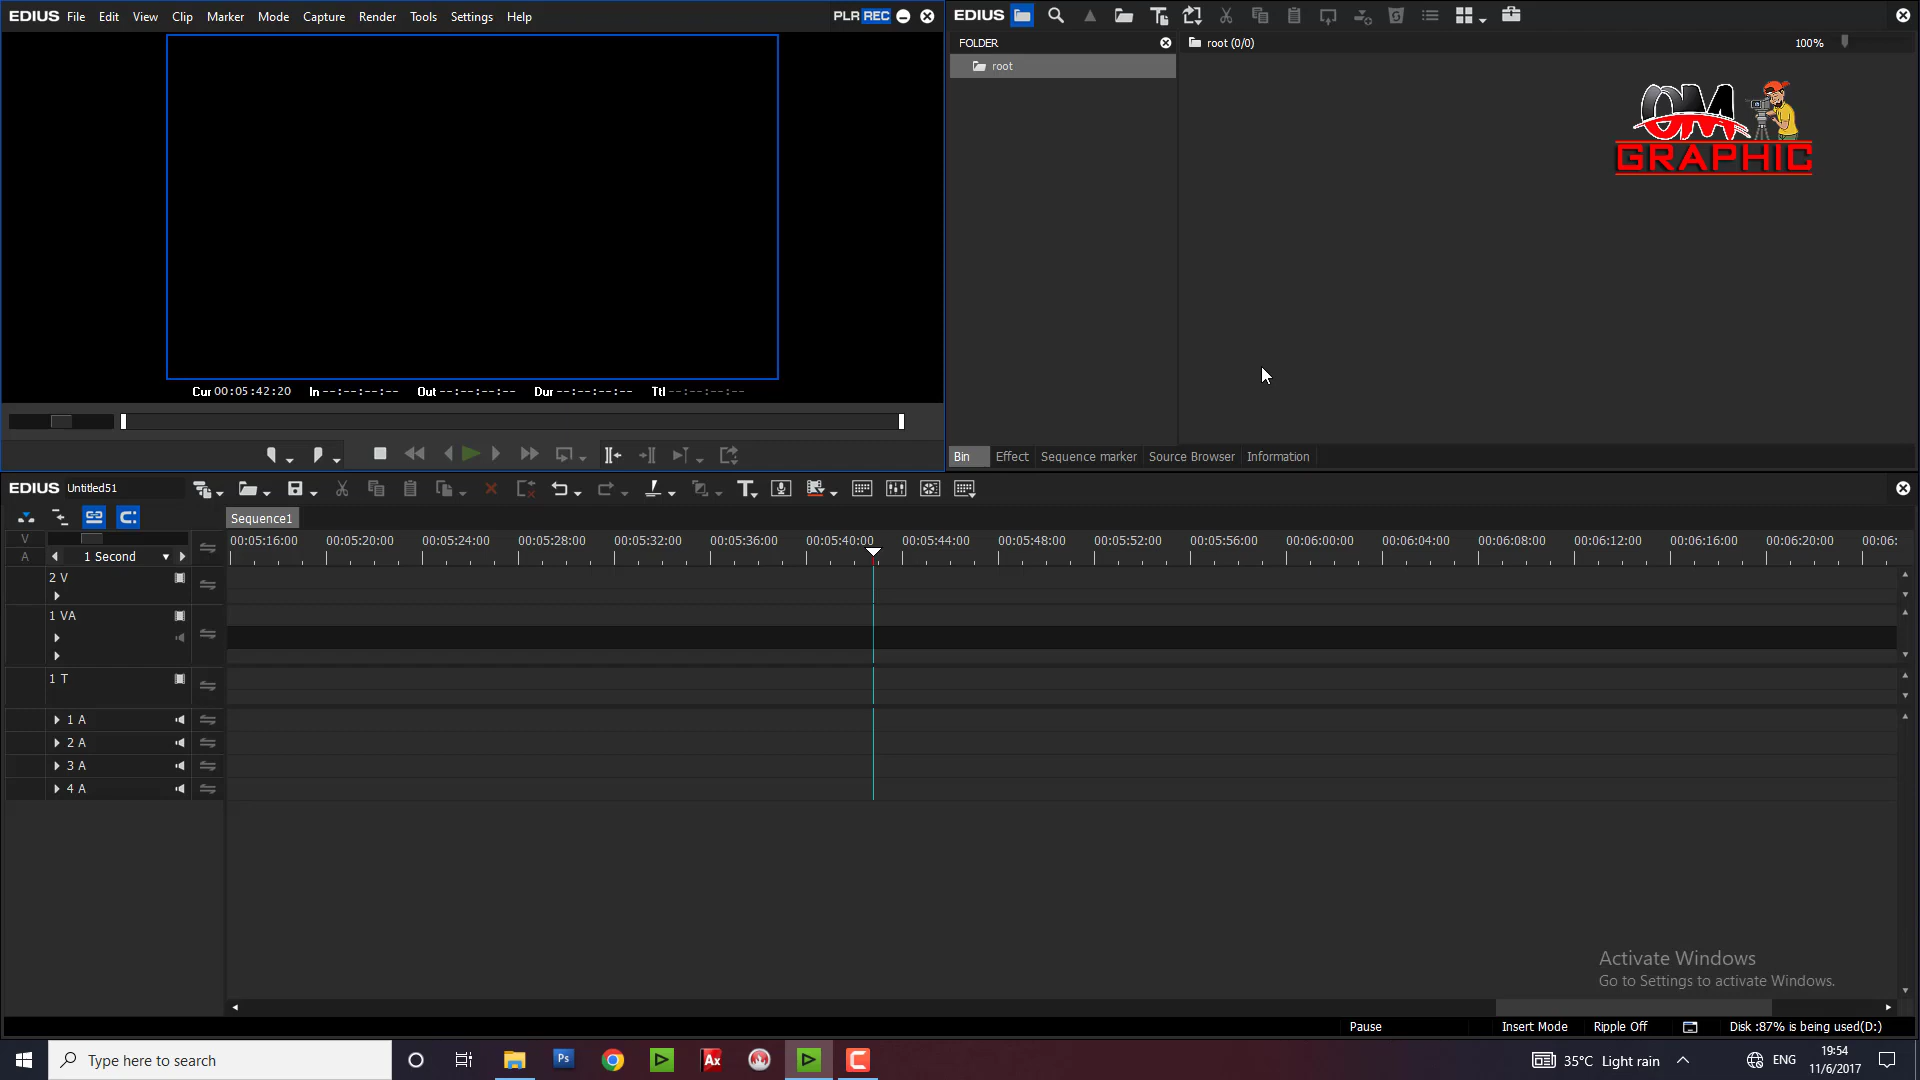 EDIUS File Edit View Clip Marker Mode Capture Render Tools Settings Help PLR REC
EDIUS
FOLDER
root (0/0)
100%
root
OM
GRAPHIC
Cur 00:05:42:20 In --:--:--:-- Out --:--:--:-- Dur --:--:--:-- Ttl --:--:--:--
Bin Effect Sequence marker Source Browser Information
EDIUS Untitled51
Sequence1
V
A
1 Second
00:05:16:00 00:05:20:00 00:05:24:00 00:05:28:00 00:05:32:00 00:05:36:00 00:05:40:00 00:05:44:00 00:05:48:00 00:05:52:00 00:05:56:00 00:06:00:00 00:06:04:00 00:06:08:00 00:06:12:00 00:06:16:00 00:06:20:00 00:06:
2 V
1 VA
1 T
1 A
2 A
3 A
4 A
Activate Windows
Go to Settings to activate Windows.
Pause Insert Mode Ripple Off Disk :87% is being used(D:)
Type here to search
Ps
Ax
35°C Light rain
ENG
19:54
11/6/2017